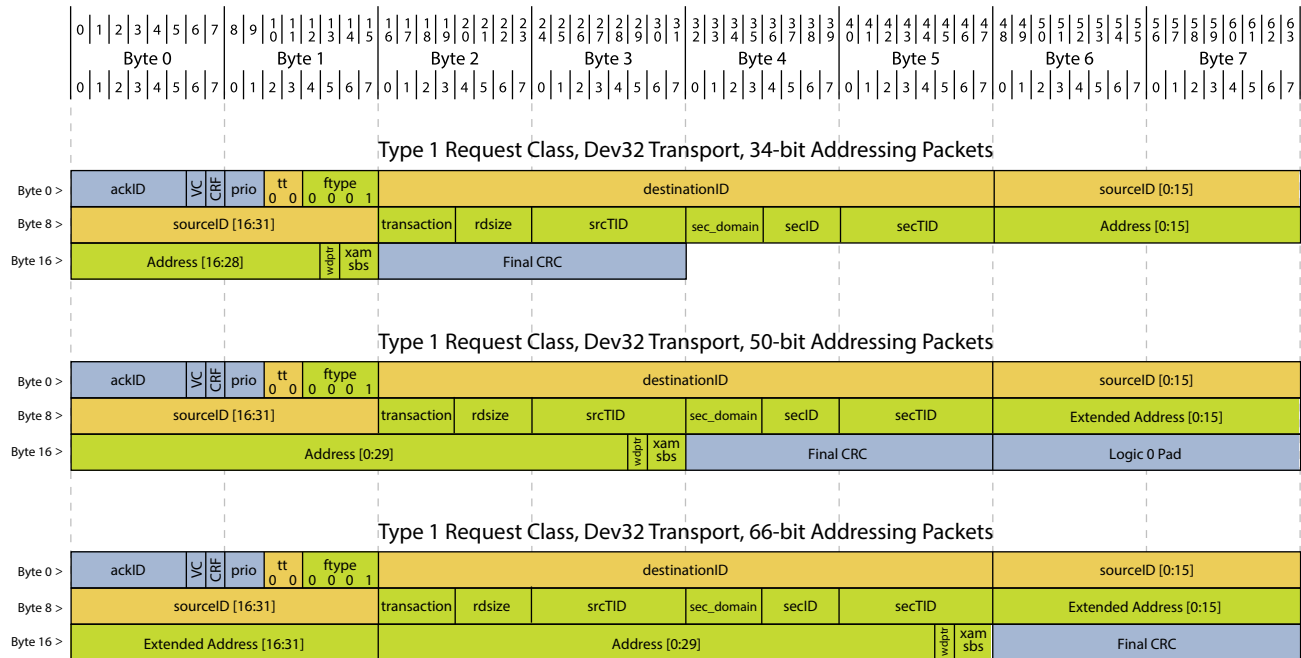 0 1 2 3 4 5 6 7 8 9 10 11 12 13 14 15 16 17 18 19 20 21 22 23 24 25 26 27 28 29 30 31 32 33 34 35 36 37 38 39 40 41 42 43 44 45 46 47 48 49 50 51 52 53 54 55 56 57 58 59 60 61 62 63
Byte 0 Byte 1 Byte 2 Byte 3 Byte 4 Byte 5 Byte 6 Byte 7
0 1 2 3 4 5 6 7 0 1 2 3 4 5 6 7 0 1 2 3 4 5 6 7 0 1 2 3 4 5 6 7 0 1 2 3 4 5 6 7 0 1 2 3 4 5 6 7 0 1 2 3 4 5 6 7 0 1 2 3 4 5 6 7
Type 1 Request Class, Dev32 Transport, 34-bit Addressing Packets
Byte 0 > ackID VC CRF prio tt 0 0 ftype 0 0 0 1 destinationID sourceID [0:15]
Byte 8 > sourceID [16:31] transaction rdsize srcTID sec_domain secID secTID Address [0:15]
Byte 16 > Address [16:28] wdptr xam sbs Final CRC
Type 1 Request Class, Dev32 Transport, 50-bit Addressing Packets
Byte 0 > ackID VC CRF prio tt 0 0 ftype 0 0 0 1 destinationID sourceID [0:15]
Byte 8 > sourceID [16:31] transaction rdsize srcTID sec_domain secID secTID Extended Address [0:15]
Byte 16 > Address [0:29] wdptr xam sbs Final CRC Logic 0 Pad
Type 1 Request Class, Dev32 Transport, 66-bit Addressing Packets
Byte 0 > ackID VC CRF prio tt 0 0 ftype 0 0 0 1 destinationID sourceID [0:15]
Byte 8 > sourceID [16:31] transaction rdsize srcTID sec_domain secID secTID Extended Address [0:15]
Byte 16 > Extended Address [16:31] Address [0:29] wdptr xam sbs Final CRC